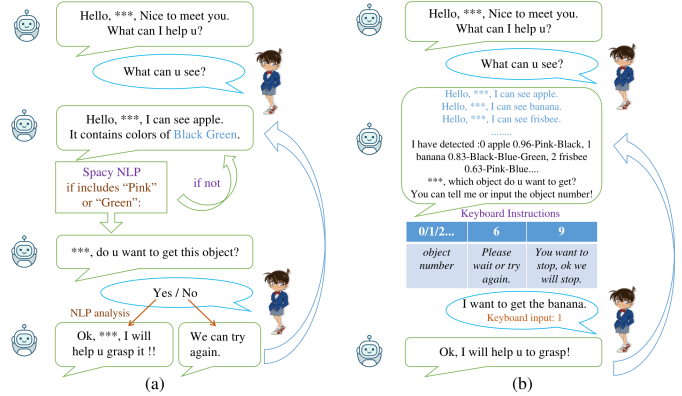 Hello, ***, Nice to meet you.
What can I help u?
What can u see?
Hello, ***, I can see apple.
It contains colors of Black Green.
Spacy NLP
if includes “Pink”
or “Green”:
if not
***, do u want to get this object?
Yes / No
NLP analysis
Ok, ***, I will
help u grasp it !!
We can try
again.
(a)
Hello, ***, Nice to meet you.
What can I help u?
What can u see?
Hello, ***, I can see apple.
Hello, ***, I can see banana.
Hello, ***, I can see frisbee.
........
I have detected :0 apple 0.96-Pink-Black, 1
banana 0.83-Black-Blue-Green, 2 frisbee
0.63-Pink-Blue....
***, which object do u want to get?
You can tell me or input the object number!
Keyboard Instructions
0/1/2... 6 9
object
number
Please
wait or try
again.
You want to
stop, ok we
will stop.
I want to get the banana.
Keyboard input: 1
Ok, I will help u to grasp!
(b)